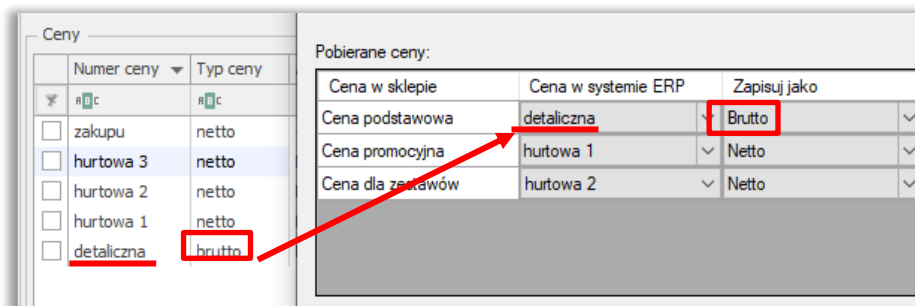 Ceny
Numer ceny Typ ceny
ABC ABC
zakupu netto
hurtowa 3 netto
hurtowa 2 netto
hurtowa 1 netto
detaliczna brutto
Pobierane ceny:
Cena w sklepie Cena w systemie ERP Zapisuj jako
Cena podstawowa detaliczna Brutto
Cena promocyjna hurtowa 1 Netto
Cena dla zestawów hurtowa 2 Netto